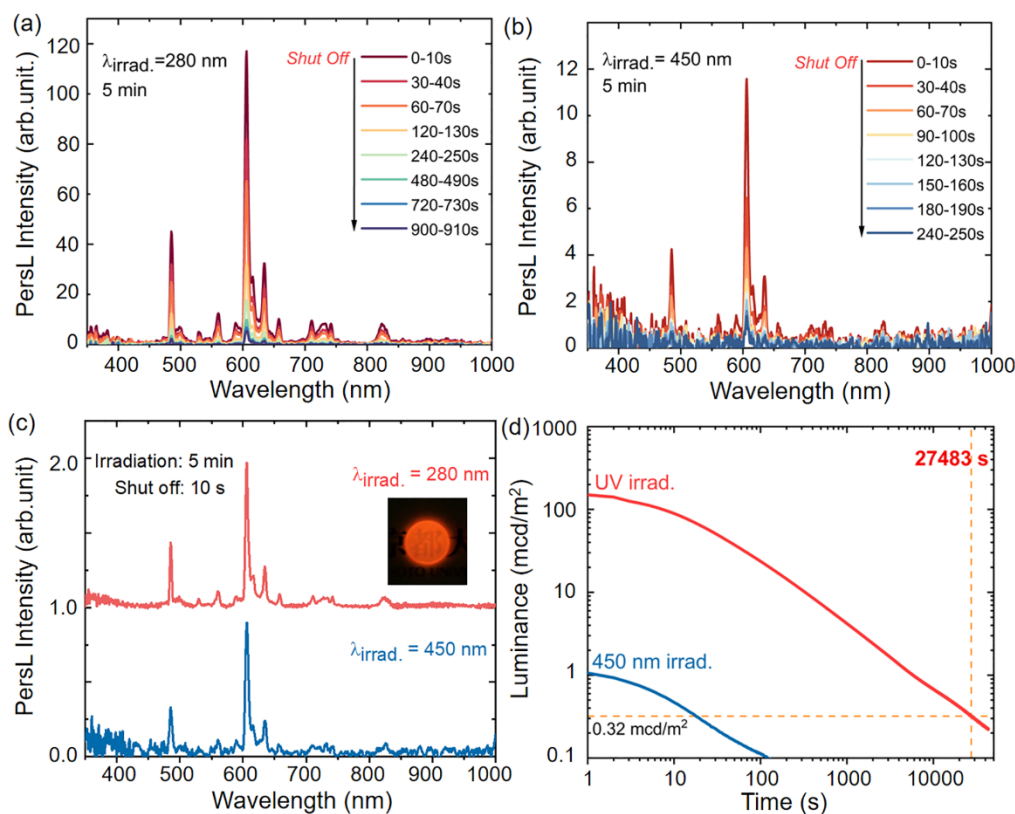 (a)
λirrad.=280 nm
5 min
Shut Off
0-10s
30-40s
60-70s
120-130s
240-250s
480-490s
720-730s
900-910s
PersL Intensity (arb.unit.)
120
100
80
60
40
20
0
400 500 600 700 800 900 1000
Wavelength (nm)
(b)
λirrad.= 450 nm
5 min
Shut Off
0-10s
30-40s
60-70s
90-100s
120-130s
150-160s
180-190s
240-250s
PersL Intensity (arb.unit)
12
10
8
6
4
2
0
400 500 600 700 800 900 1000
Wavelength (nm)
(c)
Irradiation: 5 min
Shut off: 10 s
λirrad. = 280 nm
λirrad. = 450 nm
PersL Intensity (arb.unit)
2.0
1.0
0.0
400 500 600 700 800 900 1000
Wavelength (nm)
(d)
27483 s
UV irrad.
450 nm irrad.
0.32 mcd/m²
Luminance (mcd/m²)
1000
100
10
1
0.1
1 10 100 1000 10000
Time (s)